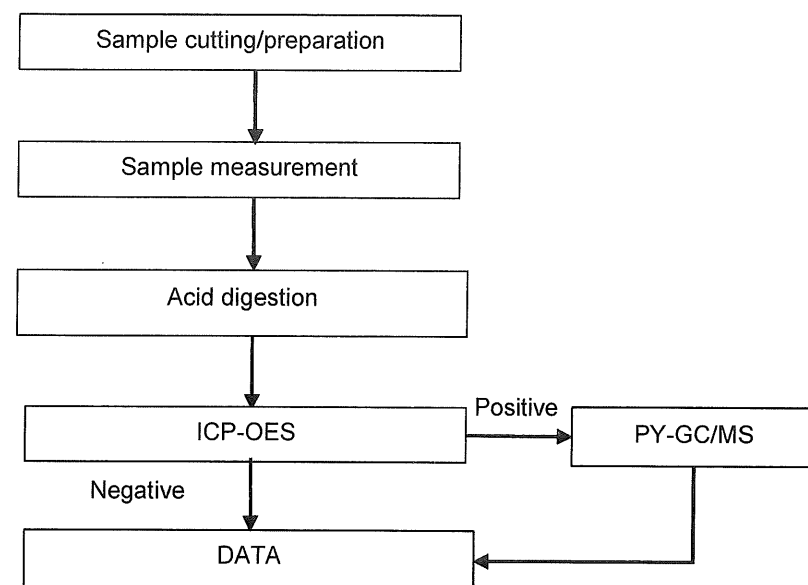 Sample cutting/preparation
Sample measurement
Acid digestion
ICP-OES
Positive
PY-GC/MS
Negative
DATA